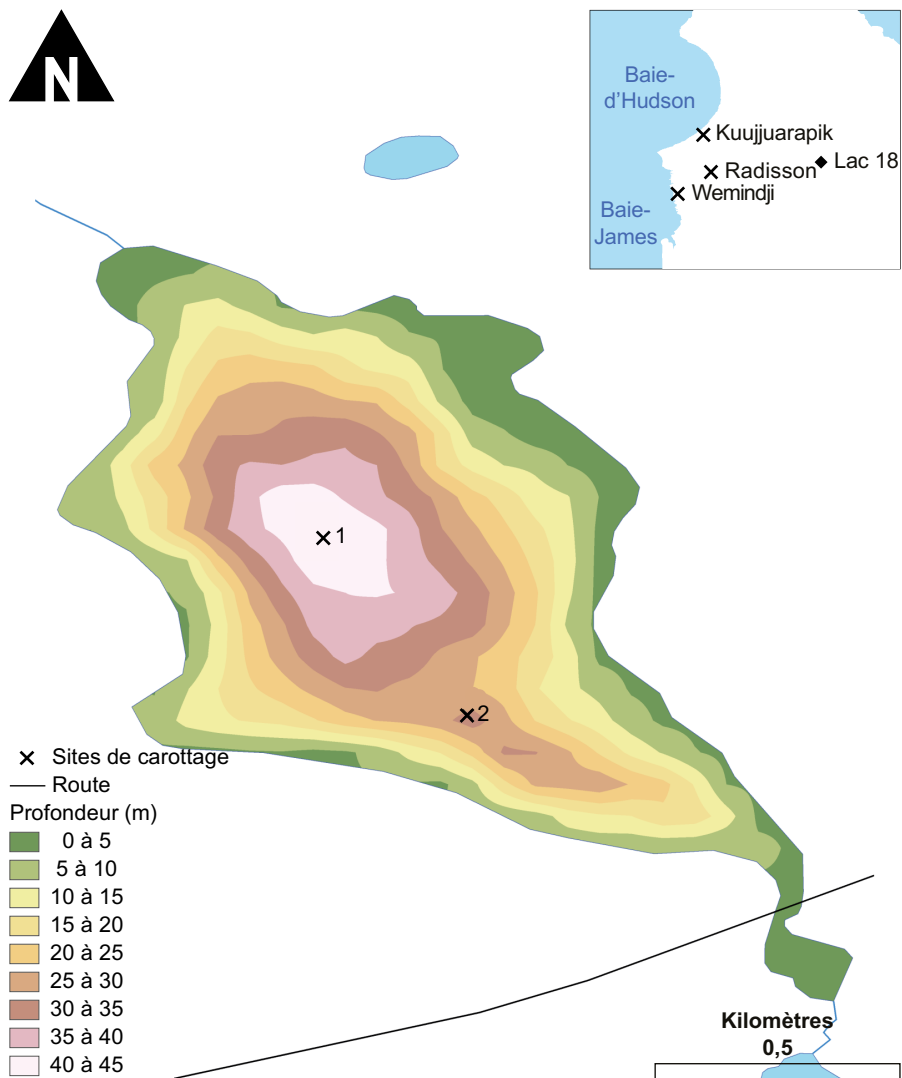 N
Baie-
d'Hudson
Kuujjuarapik
Lac 18
Radisson
Wemindji
Baie-
James
1
2
Sites de carottage
Route
Profondeur (m)
0 à 5
5 à 10
10 à 15
15 à 20
20 à 25
25 à 30
30 à 35
35 à 40
40 à 45
Kilomètres
0,5